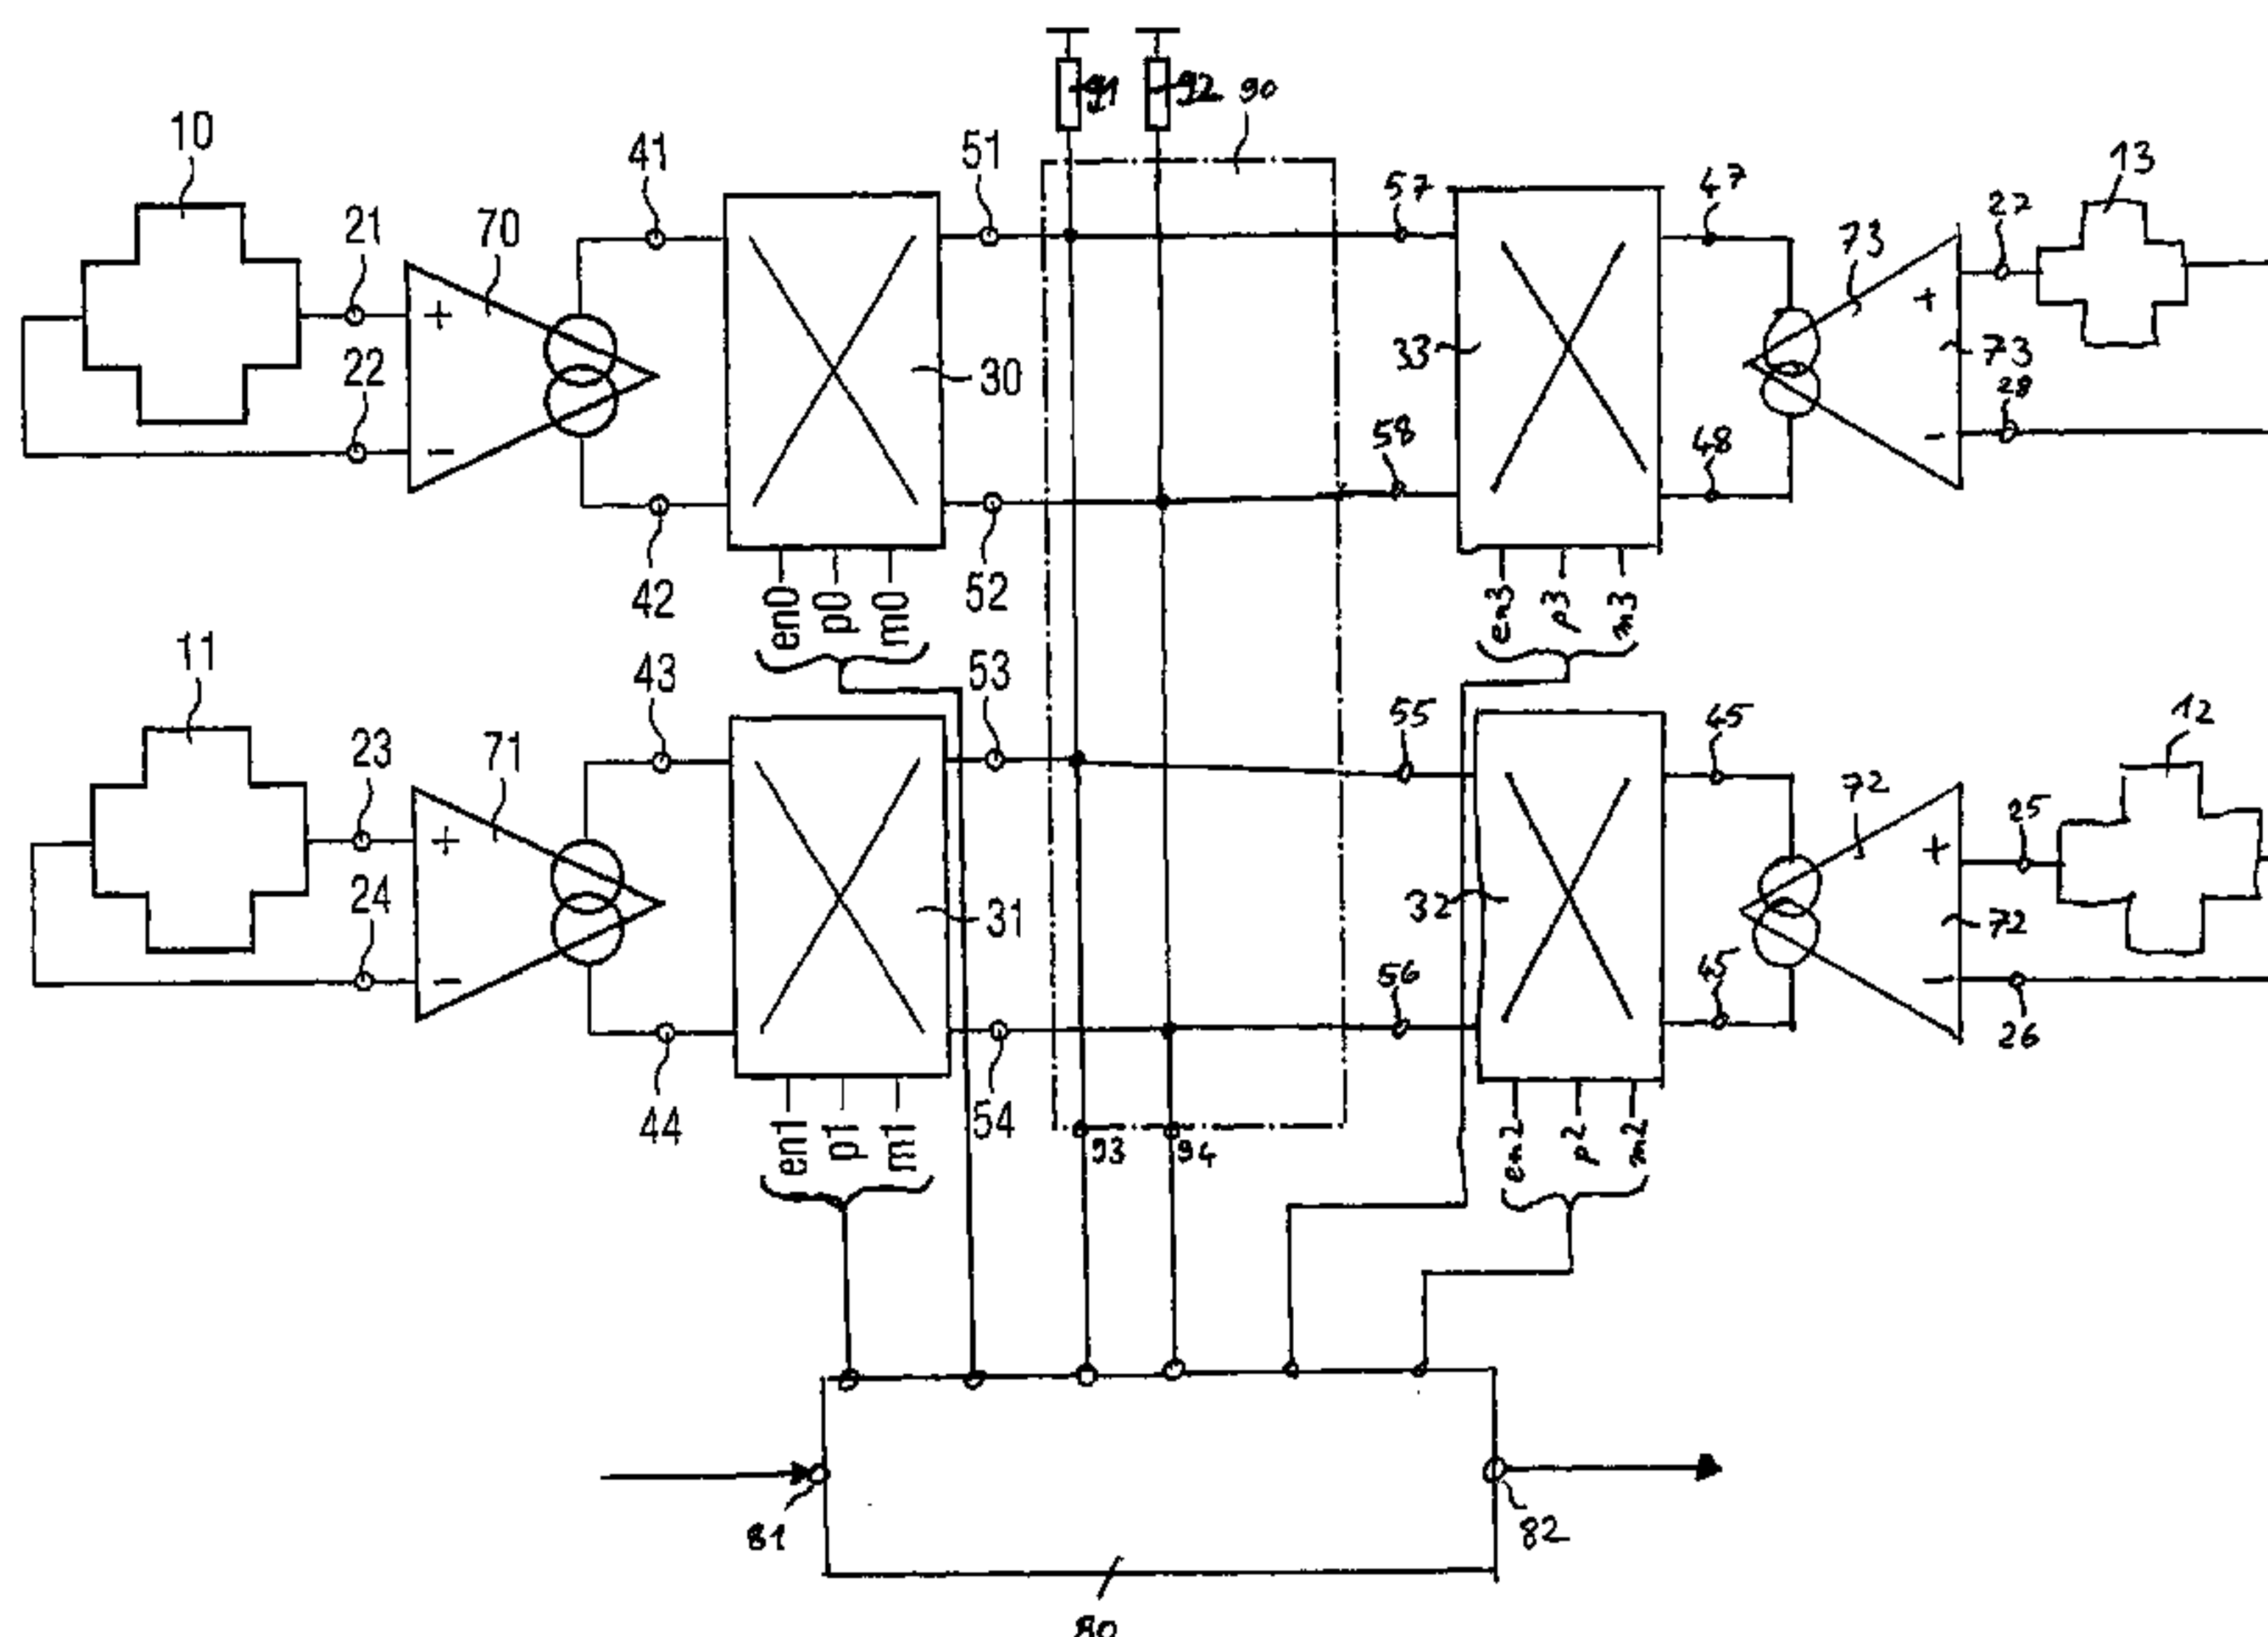 91 92 90
10 41 51 57 47 13
21 70 73 27
+ +
22 30 33 73
28
- 58 48 -
42 52
en0 p0 m0 en3 p3 m3
11 43 53 55 45 12
23 71 72 25
+ +
24 31 32 72
- 56 45 -
26
44 54 93 94
en1 p1 m1 en2 p2 m2
81 82
80